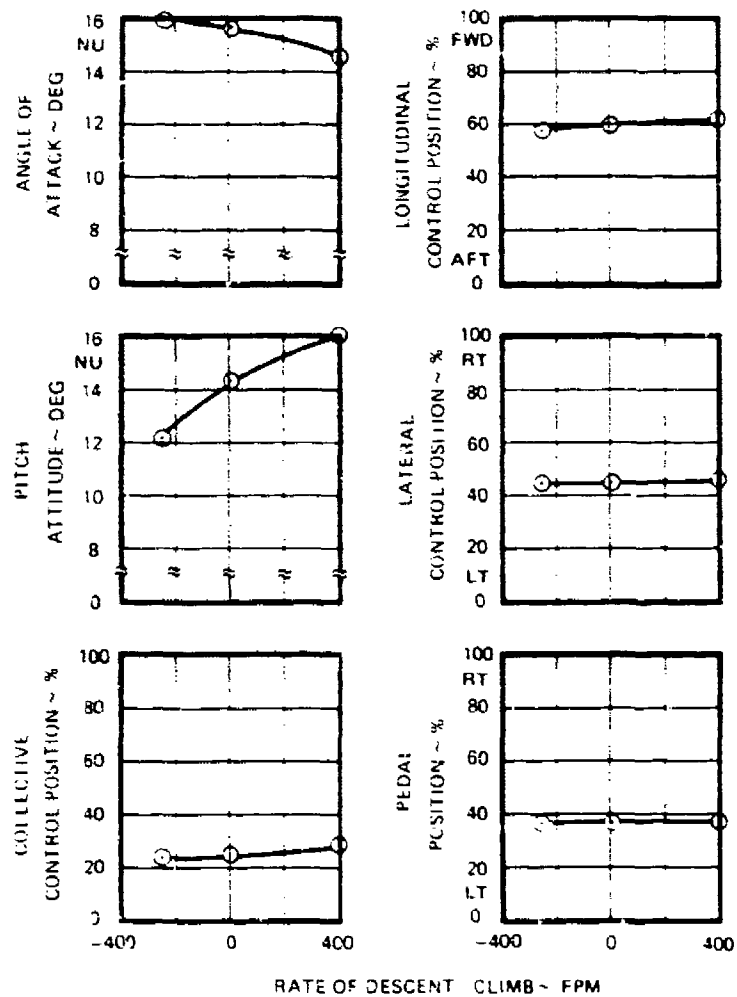 ANGLE OF
ATTACK ~ DEG
16
NU
14
12
10
8
0
LONGITUDINAL
CONTROL POSITION ~ %
100
FWD
80
60
40
20
AFT
0
PITCH
ATTITUDE ~ DEG
16
NU
14
12
10
8
0
LATERAL
CONTROL POSITION ~ %
100
RT
80
60
40
20
LT
0
COLLECTIVE
CONTROL POSITION ~ %
100
80
60
40
20
0
-400 0 400
PEDAL
POSITION ~ %
100
RT
80
60
40
20
LT
0
-400 0 400
RATE OF DESCENT CLIMB ~ FPM